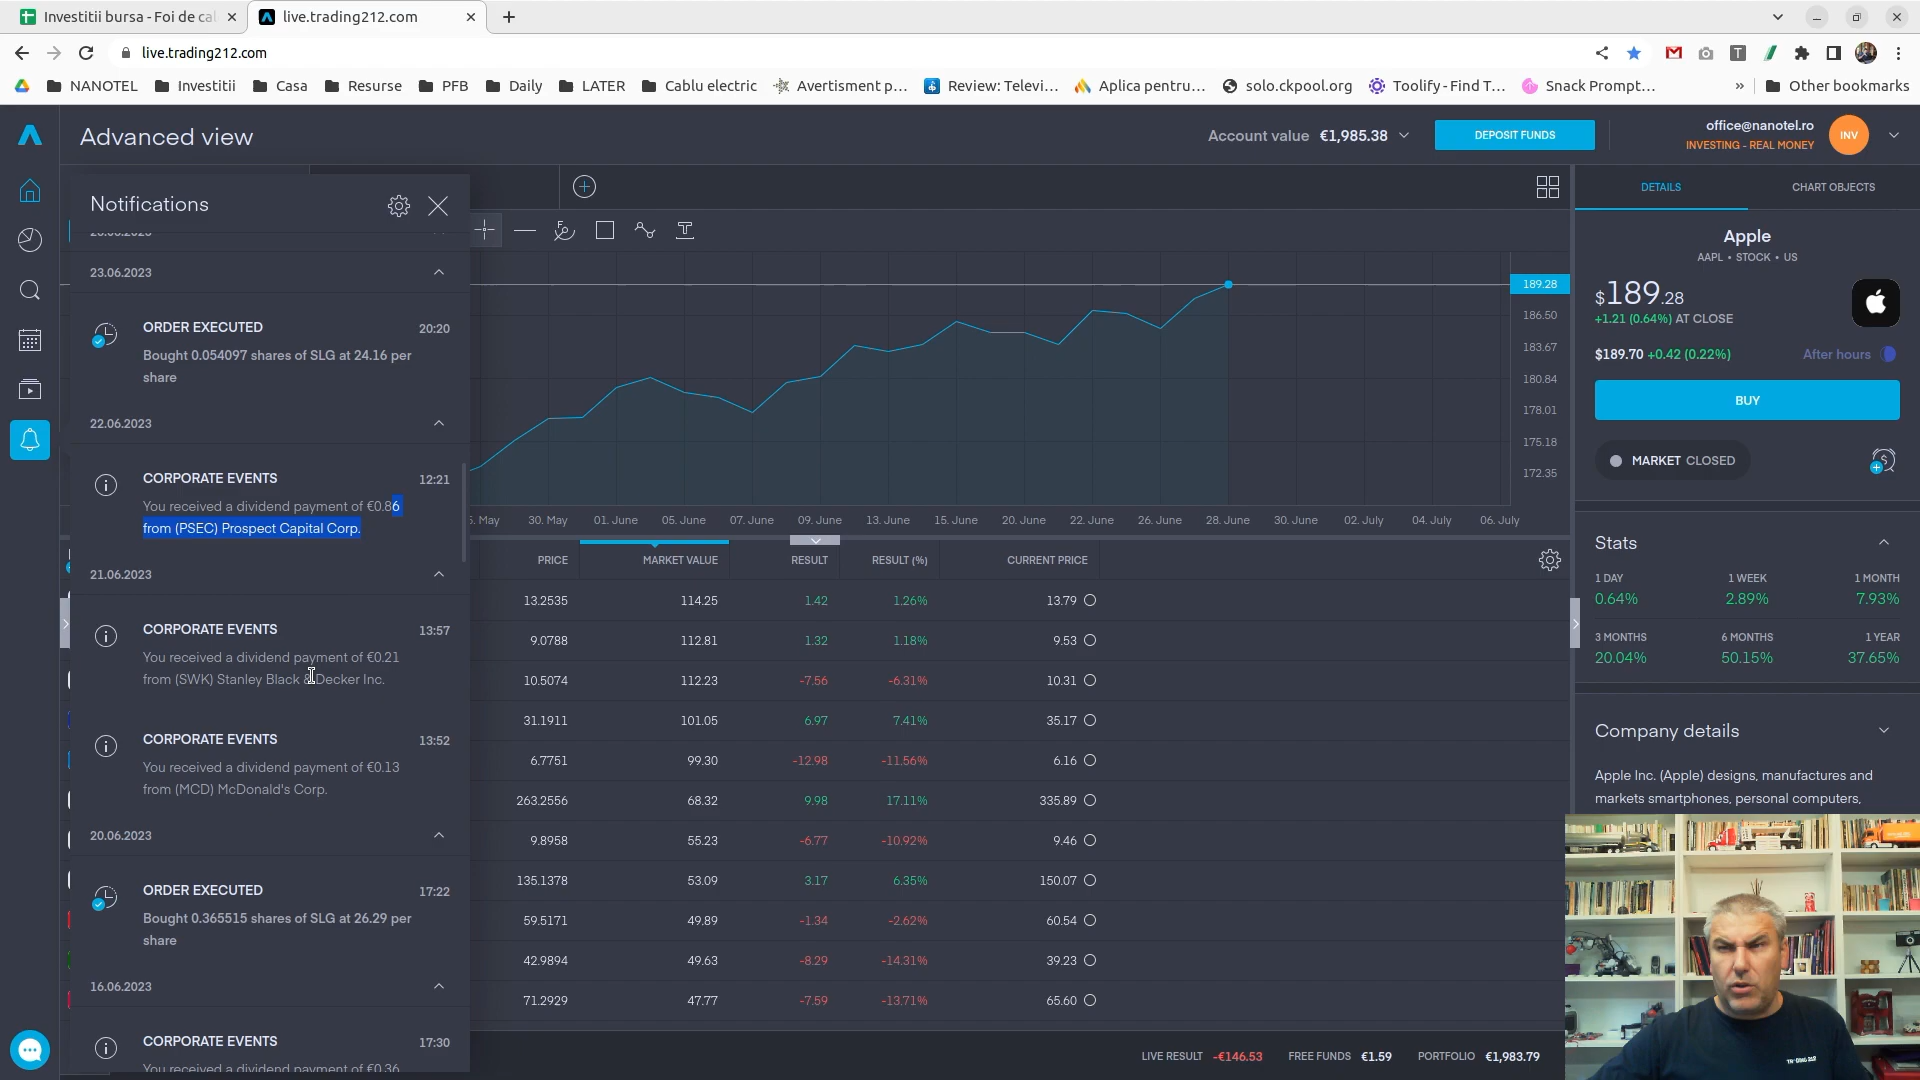 Investitii bursa - Foi de cal
live.trading212.com
live.trading212.com
NANOTEL
Investitii
Casa
Resurse
PFB
Daily
LATER
Cablu electric
Avertisment p...
Review: Televi...
Aplica pentru...
solo.ckpool.org
Toolify - Find T...
Snack Prompt...
»
Other bookmarks
Advanced view
Account value €1,985.38
DEPOSIT FUNDS
office@nanotel.ro
INVESTING - REAL MONEY
INV
Notifications
23.06.2023
ORDER EXECUTED 20:20
Bought 0.054097 shares of SLG at 24.16 per
share
22.06.2023
CORPORATE EVENTS 12:21
You received a dividend payment of €0.86
from (PSEC) Prospect Capital Corp.
21.06.2023
CORPORATE EVENTS 13:57
You received a dividend payment of €0.21
from (SWK) Stanley Black & Decker Inc.
CORPORATE EVENTS 13:52
You received a dividend payment of €0.13
from (MCD) McDonald's Corp.
20.06.2023
ORDER EXECUTED 17:22
Bought 0.365515 shares of SLG at 26.29 per
share
16.06.2023
CORPORATE EVENTS 17:30
You received a dividend payment of €0.36
189.28
186.50
183.67
180.84
178.01
175.18
172.35
May 30. May 01. June 05. June 07. June 09. June 13. June 15. June 20. June 22. June 26. June 28. June 30. June 02. July 04. July 06. July
PRICE MARKET VALUE RESULT RESULT (%) CURRENT PRICE
13.2535 114.25 1.42 1.26% 13.79
9.0788 112.81 1.32 1.18% 9.53
10.5074 112.23 -7.56 -6.31% 10.31
31.1911 101.05 6.97 7.41% 35.17
6.7751 99.30 -12.98 -11.56% 6.16
263.2556 68.32 9.98 17.11% 335.89
9.8958 55.23 -6.77 -10.92% 9.46
135.1378 53.09 3.17 6.35% 150.07
59.5171 49.89 -1.34 -2.62% 60.54
42.9894 49.63 -8.29 -14.31% 39.23
71.2929 47.77 -7.59 -13.71% 65.60
LIVE RESULT -€146.53 FREE FUNDS €1.59 PORTFOLIO €1,983.79
DETAILS CHART OBJECTS
Apple
AAPL • STOCK • US
$189.28
+1.21 (0.64%) AT CLOSE
$189.70 +0.42 (0.22%) After hours
BUY
MARKET CLOSED
Stats
1 DAY 1 WEEK 1 MONTH
0.64% 2.89% 7.93%
3 MONTHS 6 MONTHS 1 YEAR
20.04% 50.15% 37.65%
Company details
Apple Inc. (Apple) designs, manufactures and
markets smartphones, personal computers,